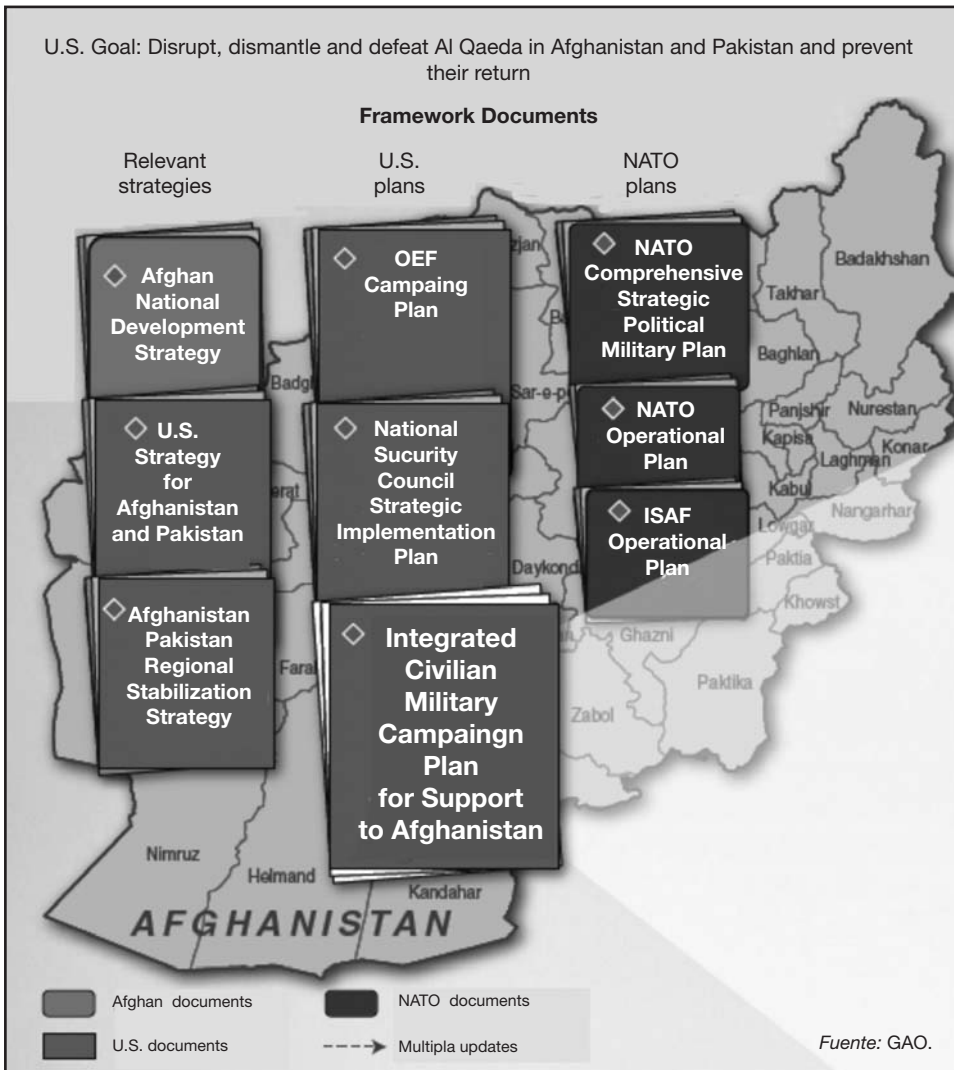 U.S. Goal: Disrupt, dismantle and defeat Al Qaeda in Afghanistan and Pakistan and prevent
their return
Framework Documents
Relevant
strategies
U.S.
plans
NATO
plans
Afghan
National
Development
Strategy
U.S.
Strategy
for
Afghanistan
and Pakistan
Afghanistan
Pakistan
Regional
Stabilization
Strategy
OEF
Campaing
Plan
National
Sucurity
Council
Strategic
Implementation
Plan
Integrated
Civilian
Military
Campaingn
Plan
for Support
to Afghanistan
NATO
Comprehensive
Strategic
Political
Military Plan
NATO
Operational
Plan
ISAF
Operational
Plan
Badakhshan
Takhar
Baghlan
Panjshir
Nurestan
Kapisa
Konar
Laghman
Kabul
Nangarhar
Lowgar
Paktia
Khowst
Ghazni
Paktika
Zabol
Nimruz
Helmand
Kandahar
AFGHANISTAN
Afghan documents
NATO documents
U.S. documents
Multipla updates
Fuente: GAO.